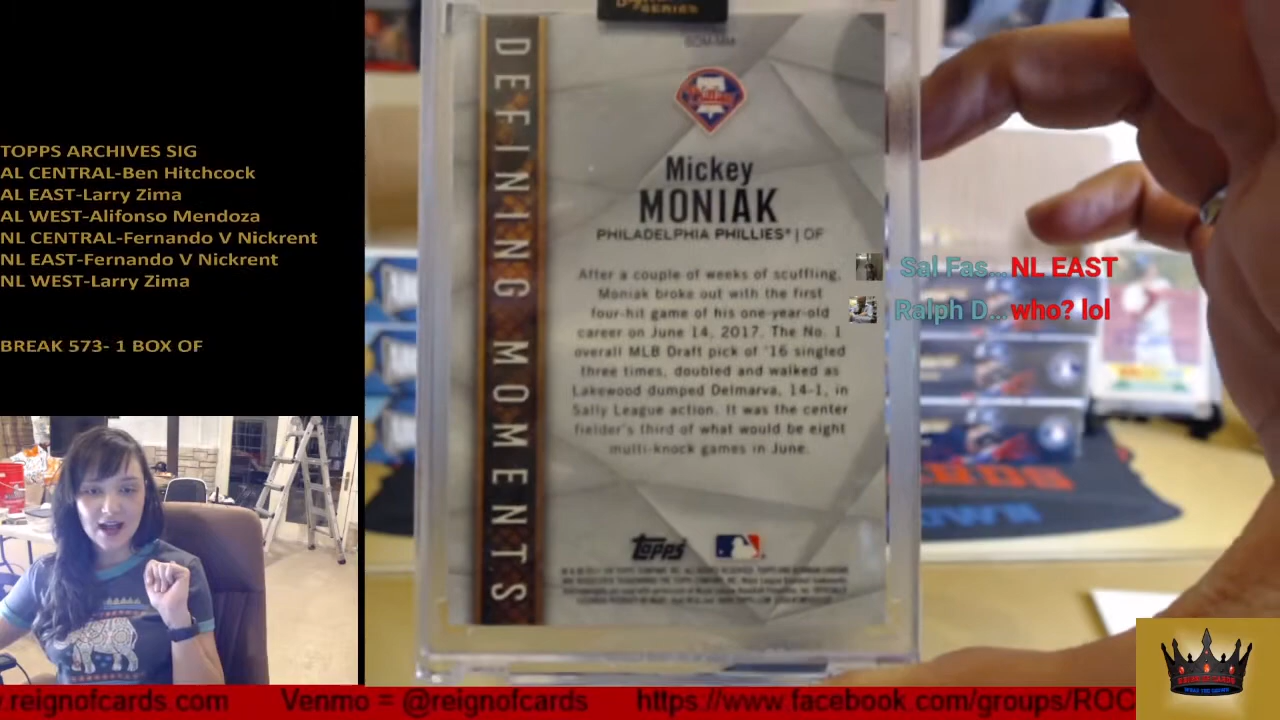 TOPPS ARCHIVES SIG
AL CENTRAL-Ben Hitchcock
AL EAST-Larry Zima
AL WEST-Alifonso Mendoza
NL CENTRAL-Fernando V Nickrent
NL EAST-Fernando V Nickrent
NL WEST-Larry Zima
BREAK 573- 1 BOX OF
SERIES
DEFINING MOMENTS
Phillies
Mickey
MONIAK
PHILADELPHIA PHILLIES® | OF
After a couple of weeks of scuffling,
Moniak broke out with the first
four-hit game of his one-year-old
career on June 14, 2017. The No. 1
overall MLB Draft pick of '16 singled
three times, doubled and walked as
Lakewood dumped Delmarva, 14-1, in
Sally League action. It was the center
fielder's third of what would be eight
multi-knock games in June.
Topps
Sal Fas... NL EAST
Ralph D... who? lol
.reignofcards.com Venmo = @reignofcards https://www.facebook.com/groups/ROC